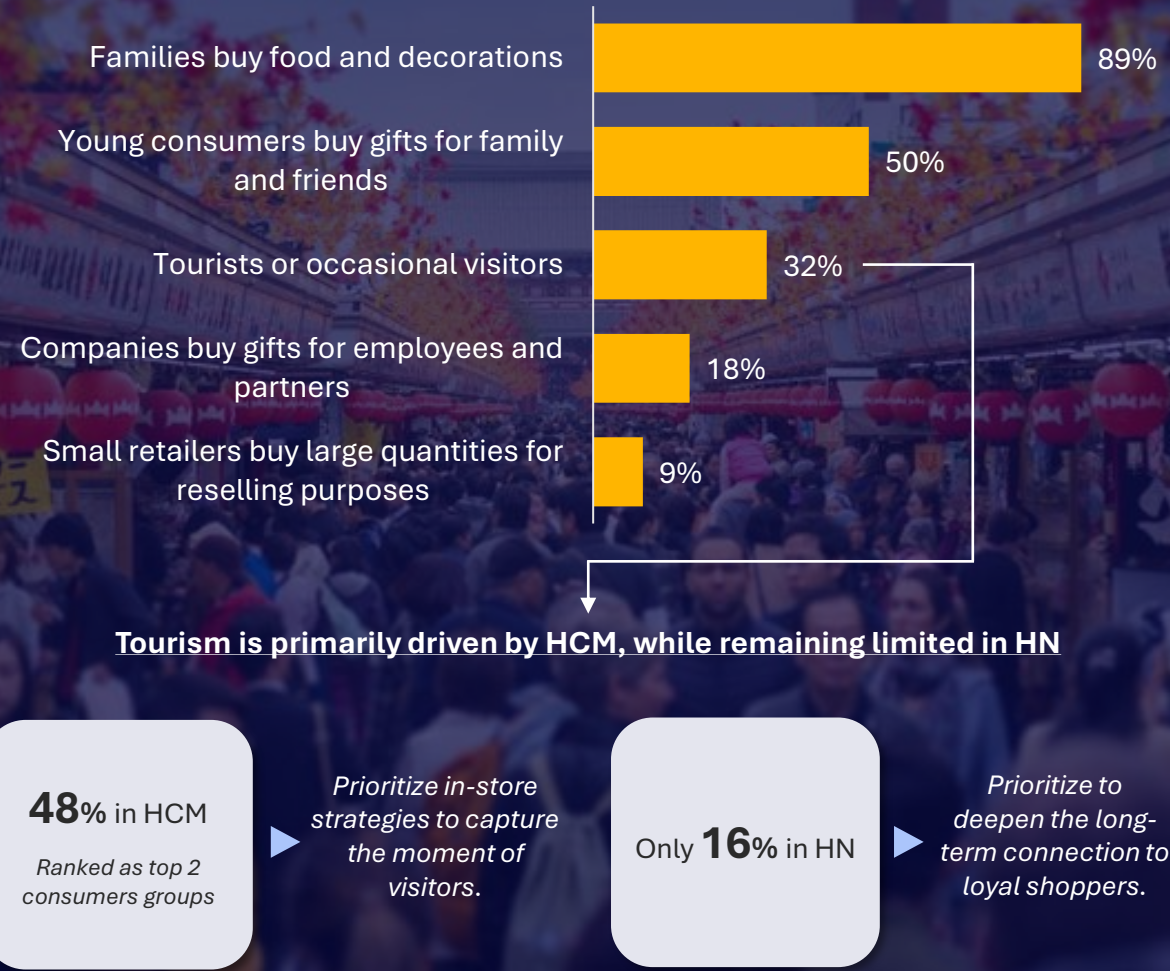 Families buy food and decorations
89%
Young consumers buy gifts for family
and friends
50%
Tourists or occasional visitors
32%
Companies buy gifts for employees and
partners
18%
Small retailers buy large quantities for
reselling purposes
9%
Tourism is primarily driven by HCM, while remaining limited in HN
48% in HCM
Ranked as top 2
consumers groups
Prioritize in-store
strategies to capture
the moment of
visitors.
Only 16% in HN
Prioritize to
deepen the long-
term connection to
loyal shoppers.